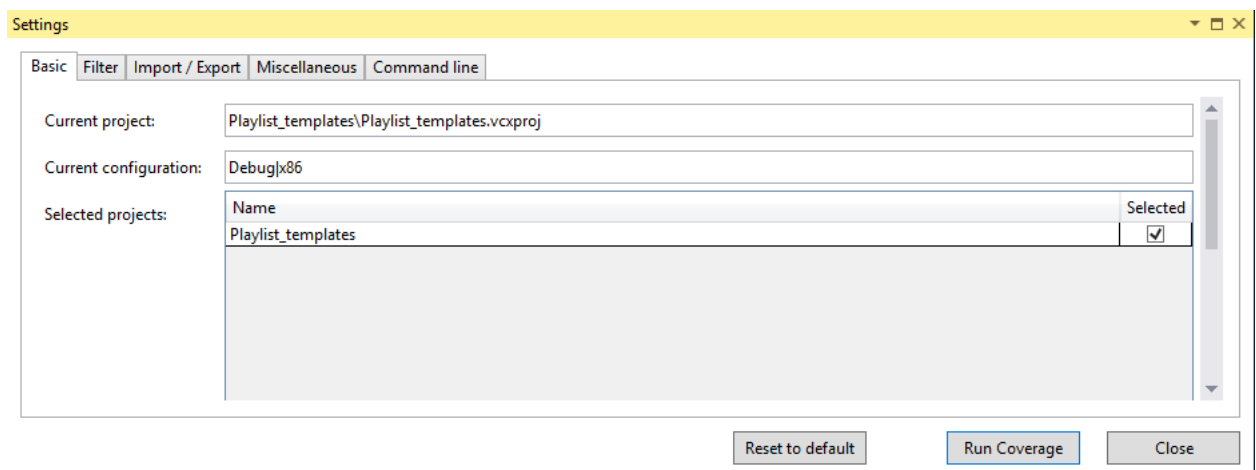 Settings
Basic Filter Import / Export Miscellaneous Command line
Current project: Playlist_templates\Playlist_templates.vcxproj
Current configuration: Debug|x86
Selected projects: Name Selected
Playlist_templates
Reset to default Run Coverage Close